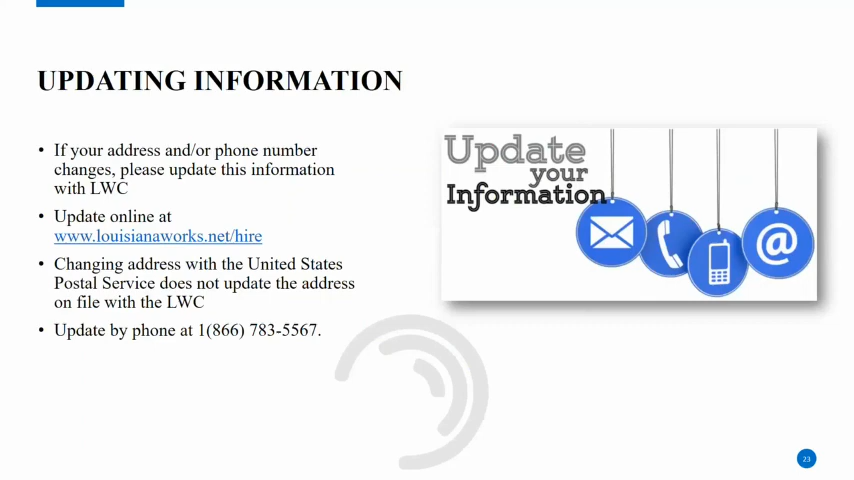 UPDATING INFORMATION
• If your address and/or phone number
changes, please update this information
with LWC
• Update online at
www.louisianaworks.net/hire
• Changing address with the United States
Postal Service does not update the address
on file with the LWC
• Update by phone at 1(866) 783-5567.
Update
your
Information
@
23